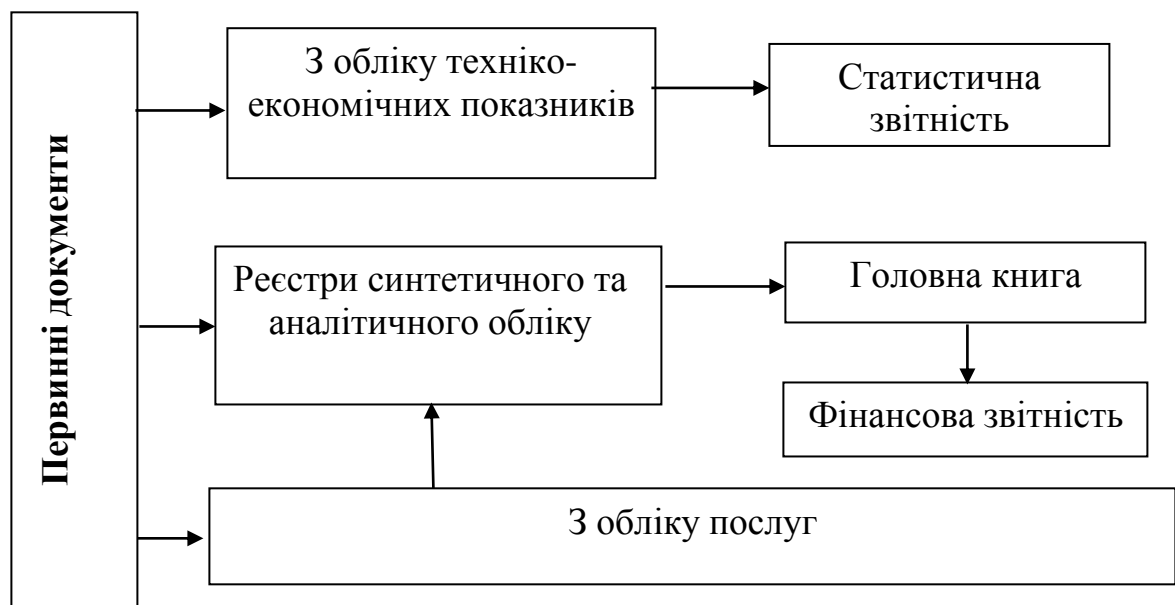 Первинні документи
З обліку техніко-
економічних показників
Статистична
звітність
Реєстри синтетичного та
аналітичного обліку
Головна книга
Фінансова звітність
З обліку послуг